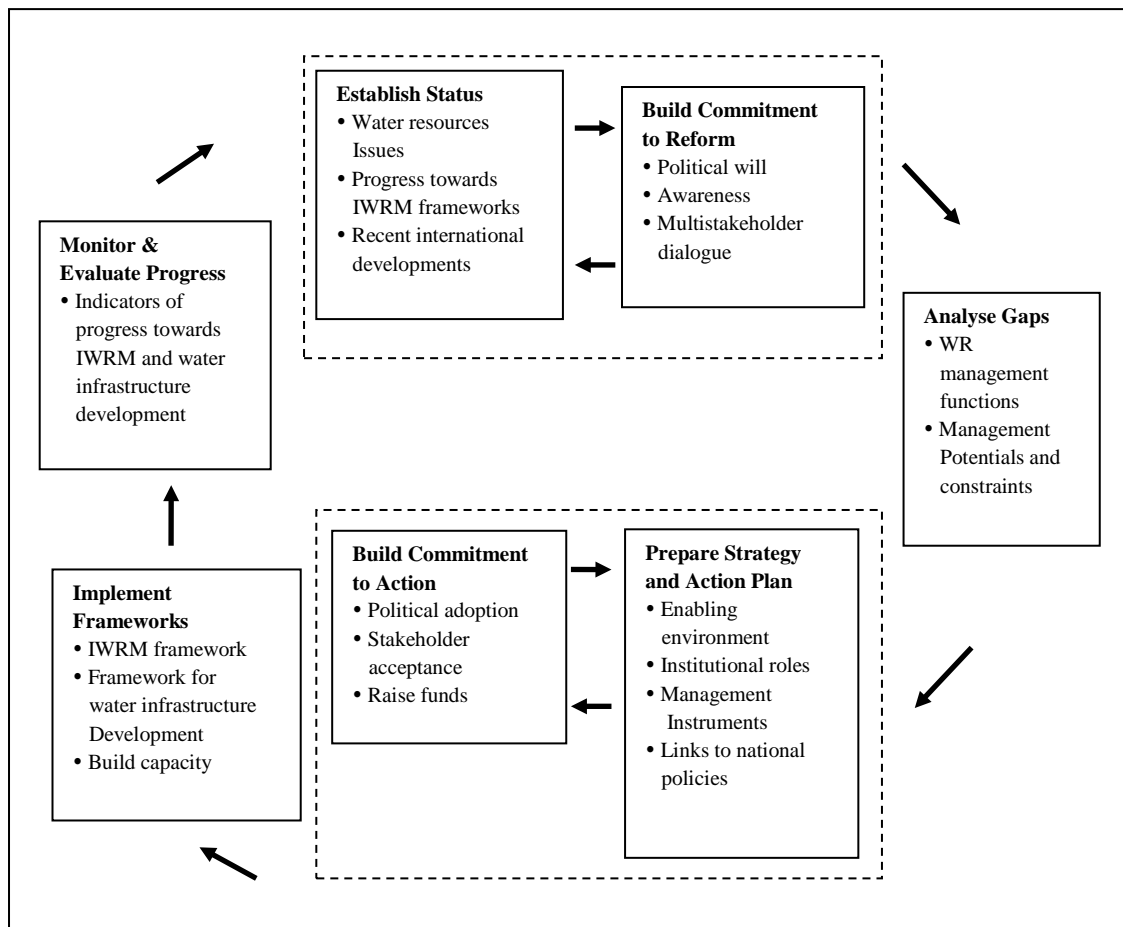 Establish Status
• Water resources
Issues
• Progress towards
IWRM frameworks
• Recent international
developments
Build Commitment
to Reform
• Political will
• Awareness
• Multistakeholder
dialogue
Analyse Gaps
• WR
management
functions
• Management
Potentials and
constraints
Prepare Strategy
and Action Plan
• Enabling
environment
• Institutional roles
• Management
Instruments
• Links to national
policies
Build Commitment
to Action
• Political adoption
• Stakeholder
acceptance
• Raise funds
Implement
Frameworks
• IWRM framework
• Framework for
water infrastructure
Development
• Build capacity
Monitor &
Evaluate Progress
• Indicators of
progress towards
IWRM and water
infrastructure
development